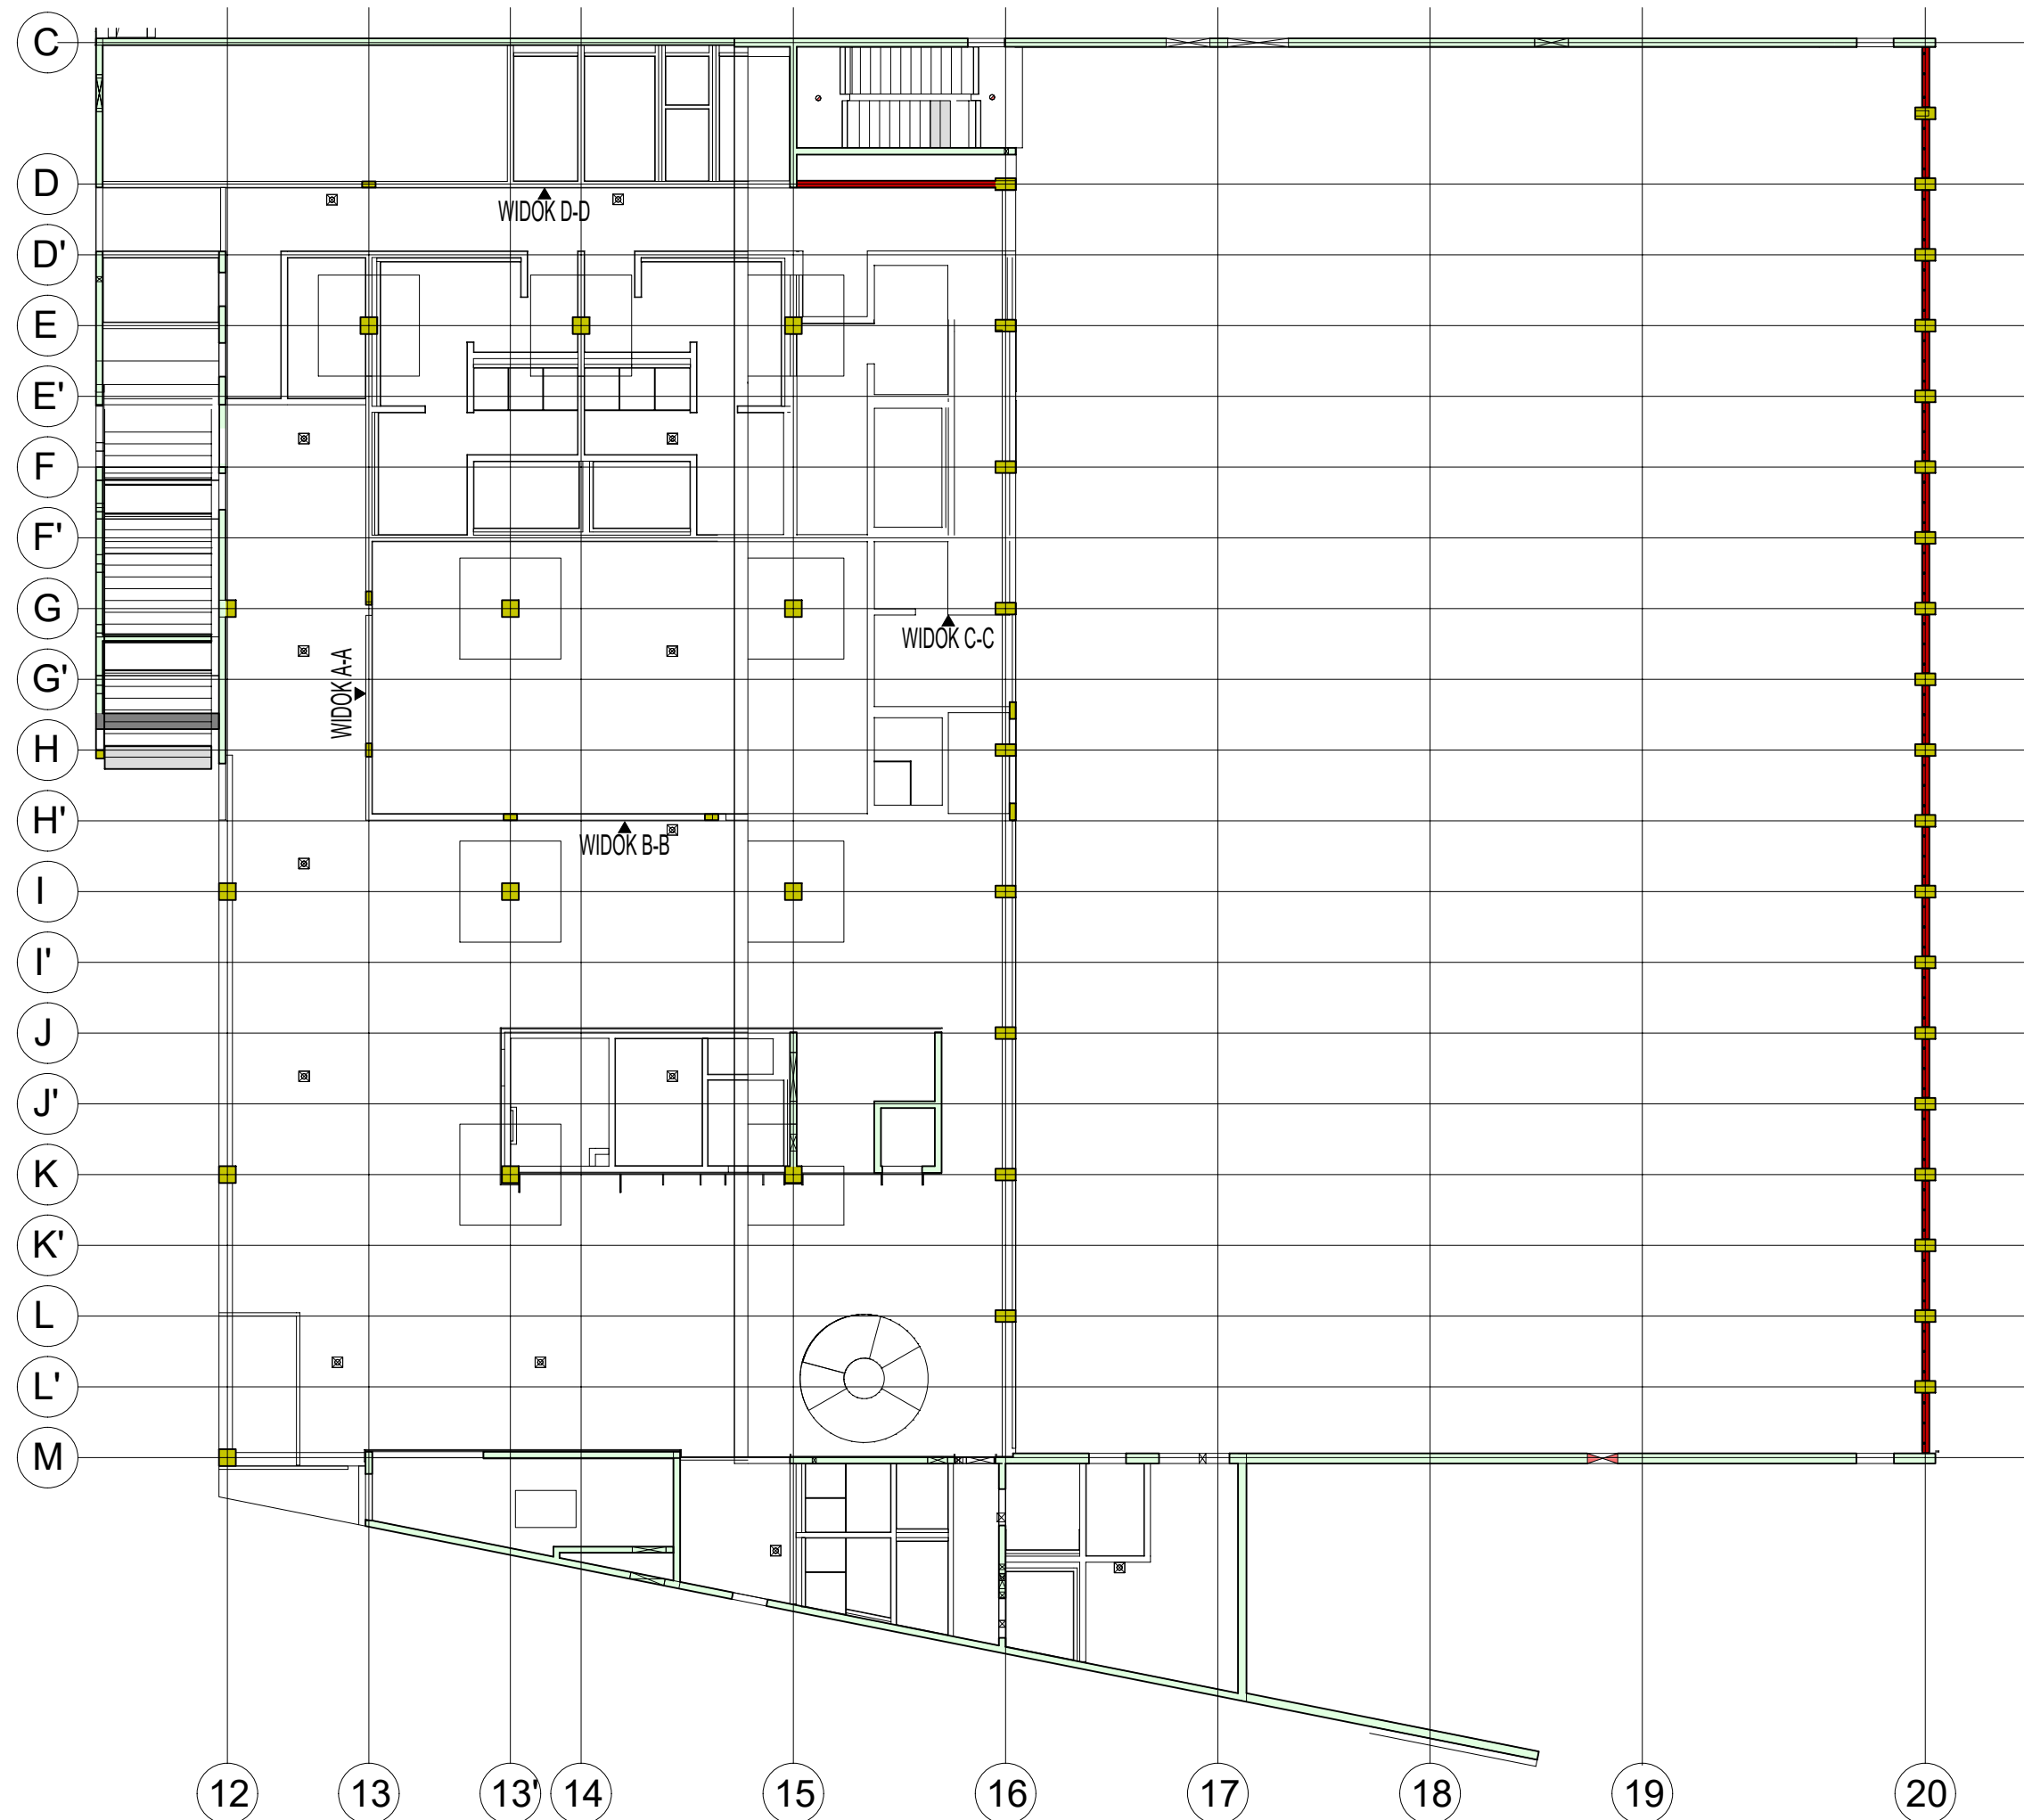 C
D
WIDOK D-D
D'
E
E'
F
F'
G
WIDOK C-C
G'
WIDOK A-A
H
H'
WIDOK B-B
I
I'
J
J'
K
K'
L
L'
M
12 13 13' 14 15 16 17 18 19 20